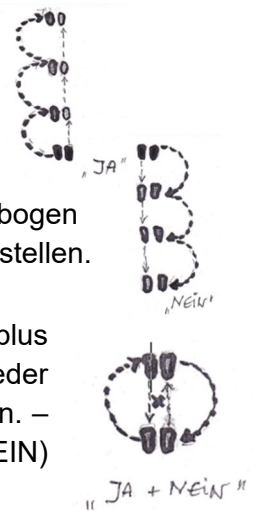 „JA"
bogen
stellen.
„NEIN"
plus
eder
n. –
EIN)
„JA + NEIN"